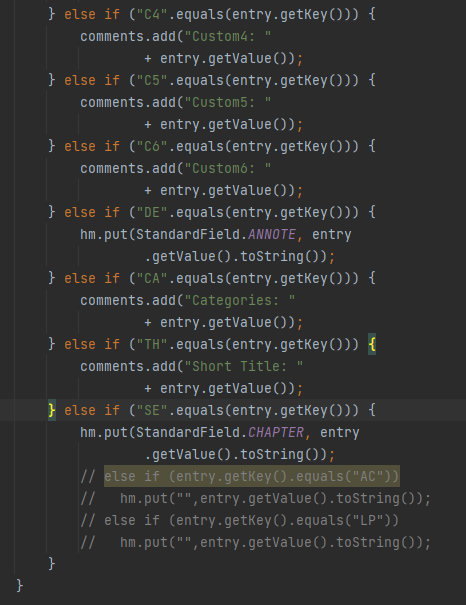 } else if ("C4".equals(entry.getKey())) {
comments.add("Custom4: "
+ entry.getValue());
} else if ("C5".equals(entry.getKey())) {
comments.add("Custom5: "
+ entry.getValue());
} else if ("C6".equals(entry.getKey())) {
comments.add("Custom6: "
+ entry.getValue());
} else if ("DE".equals(entry.getKey())) {
hm.put(StandardField.ANNOTE, entry
.getValue().toString());
} else if ("CA".equals(entry.getKey())) {
comments.add("Categories: "
+ entry.getValue());
} else if ("TH".equals(entry.getKey())) {
comments.add("Short Title: "
+ entry.getValue());
} else if ("SE".equals(entry.getKey())) {
hm.put(StandardField.CHAPTER, entry
.getValue().toString());
// else if (entry.getKey().equals("AC"))
//  hm.put("",entry.getValue().toString());
// else if (entry.getKey().equals("LP"))
//  hm.put("",entry.getValue().toString());
}
}